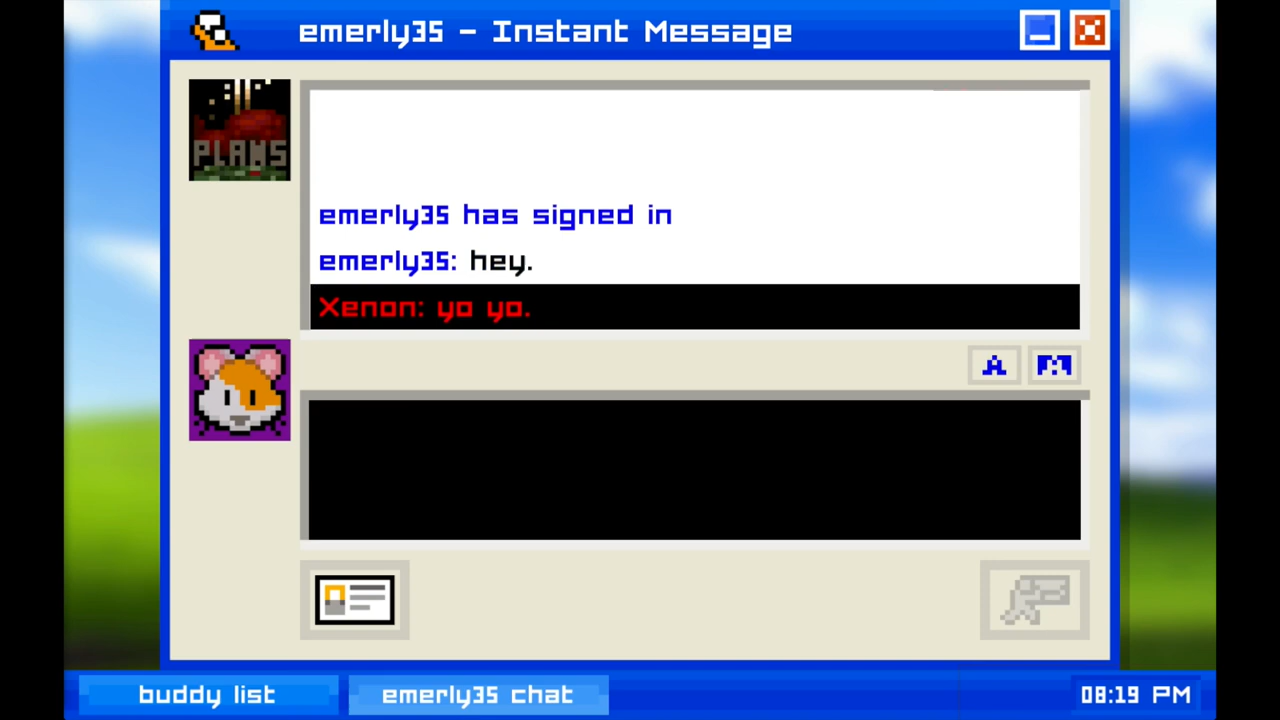 emerly35 - Instant Message
PLANS
emerly35 has signed in
emerly35: hey.
Xenon: yo yo.
A
buddy list
emerly35 chat
08:19 PM